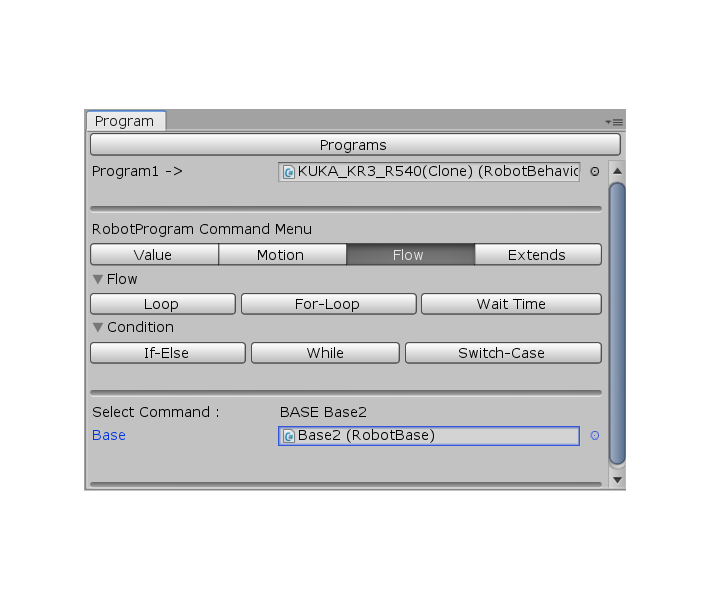 Program
Programs
Program1 -> KUKA_KR3_R540(Clone) (RobotBehavio
RobotProgram Command Menu
Value Motion Flow Extends
Flow
Loop For-Loop Wait Time
Condition
If-Else While Switch-Case
Select Command : BASE Base2
Base Base2 (RobotBase)